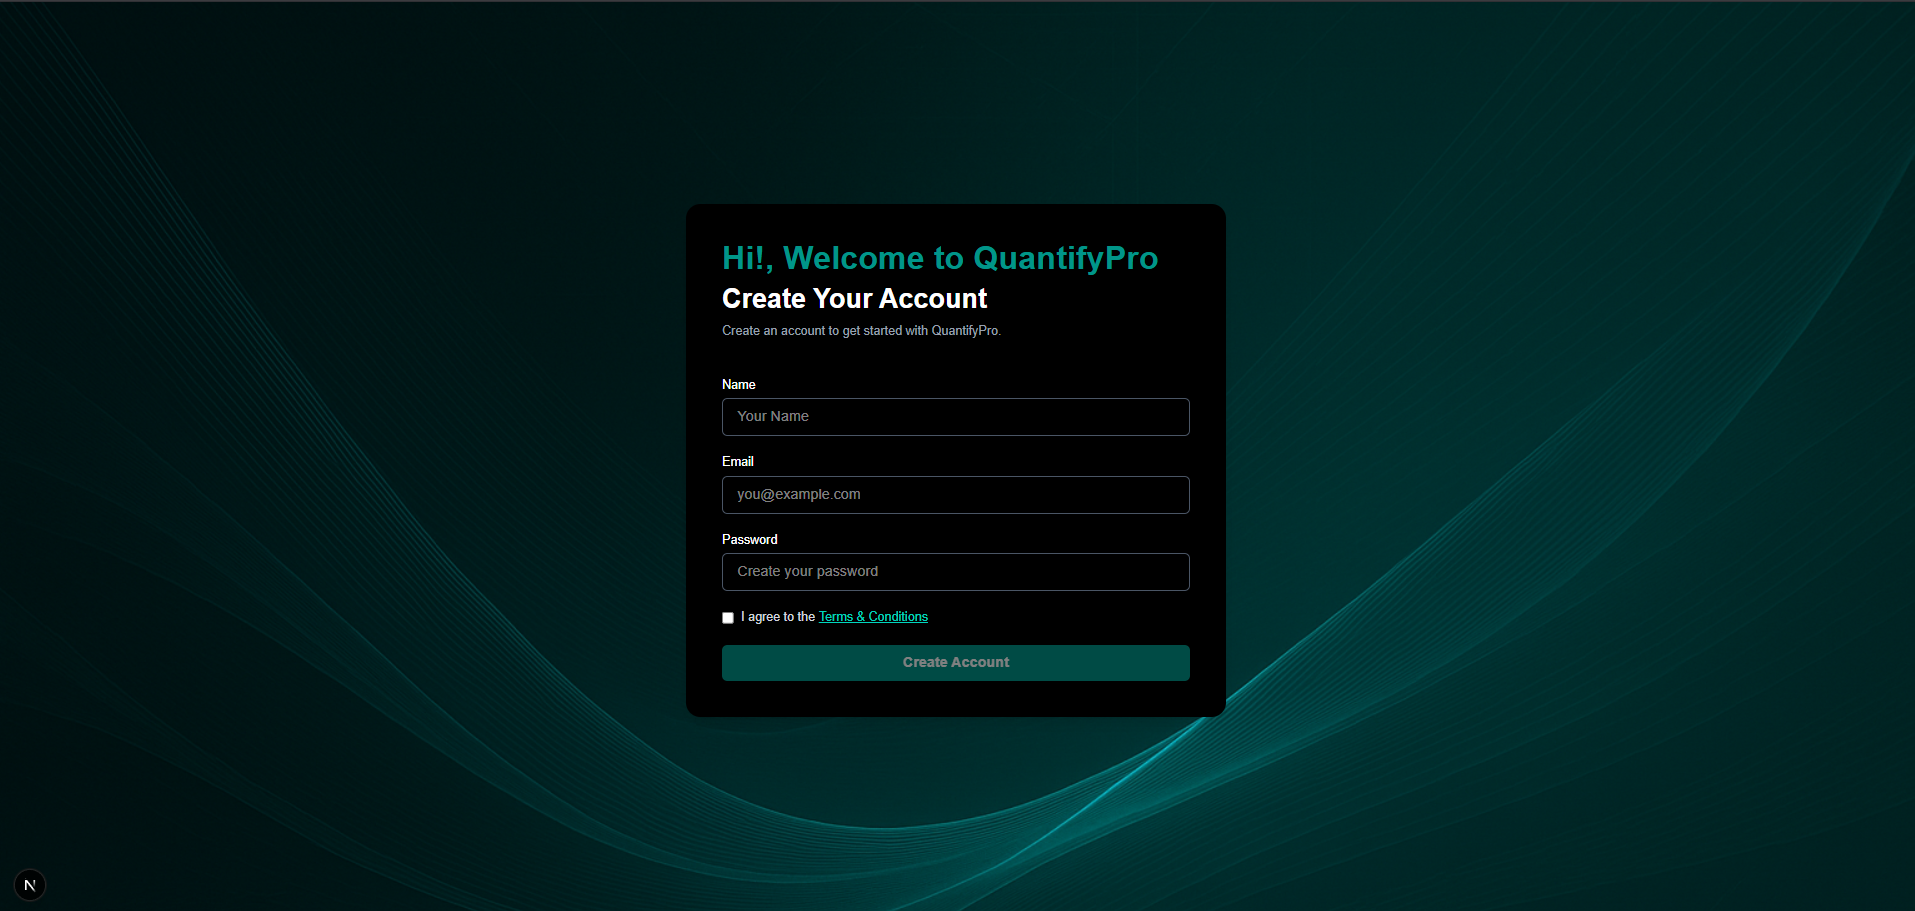 Hi!, Welcome to QuantifyPro
Create Your Account
Create an account to get started with QuantifyPro.
Name
Your Name
Email
you@example.com
Password
Create your password
I agree to the Terms & Conditions
Create Account
N